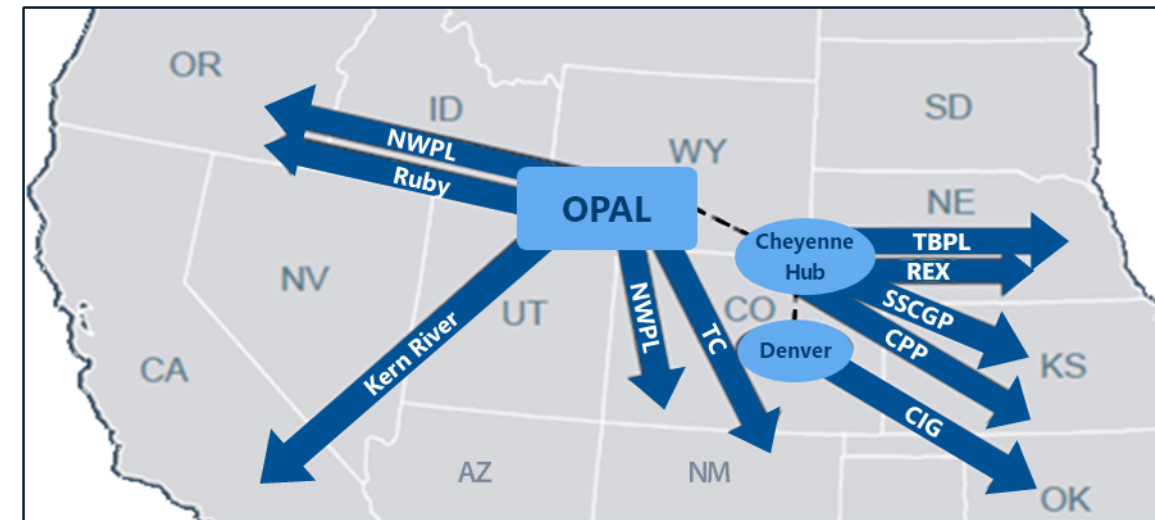 OR
ID
SD
NWPL
WY
Ruby
OPAL
NE
Cheyenne
Hub
TBPL
REX
NV
UT
NWPL
TC
CO
SSCGP
CPP
Kern River
Denver
KS
CA
CIG
AZ
NM
OK